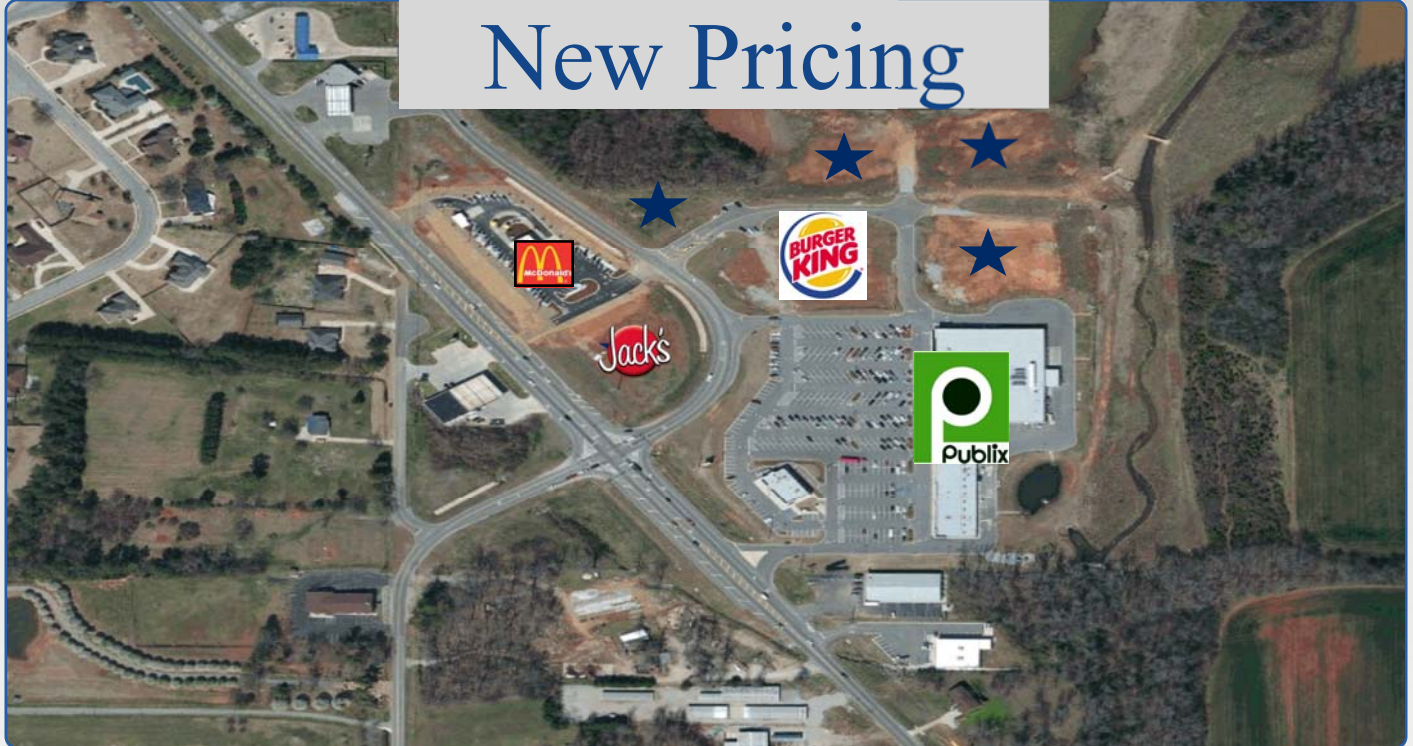 New Pricing
McDonald's
BURGER
KING
Jack's
Publix